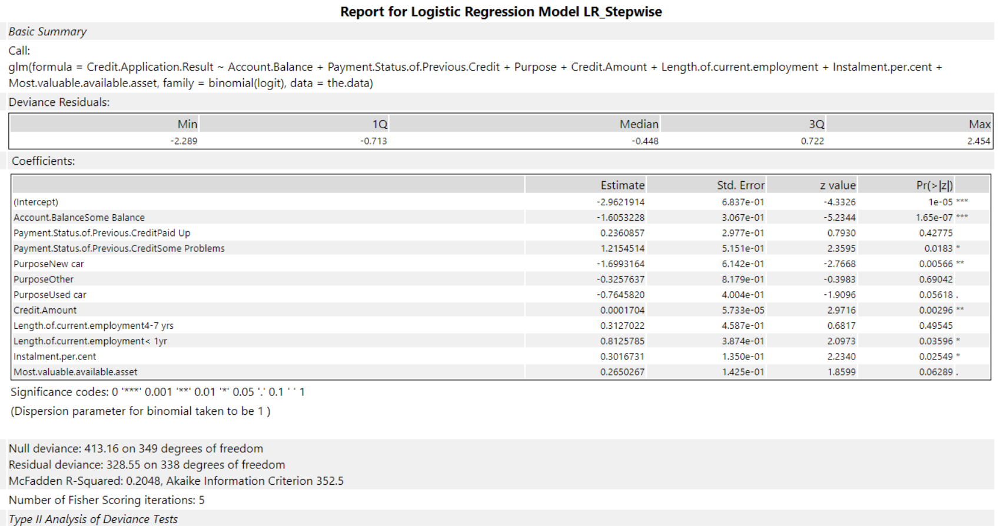 Report for Logistic Regression Model LR_Stepwise
Basic Summary
Call:
glm(formula = Credit.Application.Result ~ Account.Balance + Payment.Status.of.Previous.Credit + Purpose + Credit.Amount + Length.of.current.employment + Instalment.per.cent +
Most.valuable.available.asset, family = binomial(logit), data = the.data)
Deviance Residuals:
Min 1Q Median 3Q Max
-2.289 -0.713 -0.448 0.722 2.454
Coefficients:
Estimate Std. Error z value Pr(>|z|)
(Intercept) -2.9621914 6.837e-01 -4.3326 1e-05 ***
Account.BalanceSome Balance -1.6053228 3.067e-01 -5.2344 1.65e-07 ***
Payment.Status.of.Previous.CreditPaid Up 0.2360857 2.977e-01 0.7930 0.42775
Payment.Status.of.Previous.CreditSome Problems 1.2154514 5.151e-01 2.3595 0.0183 *
PurposeNew car -1.6993164 6.142e-01 -2.7668 0.00566 **
PurposeOther -0.3257637 8.179e-01 -0.3983 0.69042
PurposeUsed car -0.7645820 4.004e-01 -1.9096 0.05618 .
Credit.Amount 0.0001704 5.733e-05 2.9716 0.00296 **
Length.of.current.employment4-7 yrs 0.3127022 4.587e-01 0.6817 0.49545
Length.of.current.employment< 1yr 0.8125785 3.874e-01 2.0973 0.03596 *
Instalment.per.cent 0.3016731 1.350e-01 2.2340 0.02549 *
Most.valuable.available.asset 0.2650267 1.425e-01 1.8599 0.06289 .
Significance codes: 0 '***' 0.001 '**' 0.01 '*' 0.05 '.' 0.1 ' ' 1
(Dispersion parameter for binomial taken to be 1 )
Null deviance: 413.16 on 349 degrees of freedom
Residual deviance: 328.55 on 338 degrees of freedom
McFadden R-Squared: 0.2048, Akaike Information Criterion 352.5
Number of Fisher Scoring iterations: 5
Type II Analysis of Deviance Tests